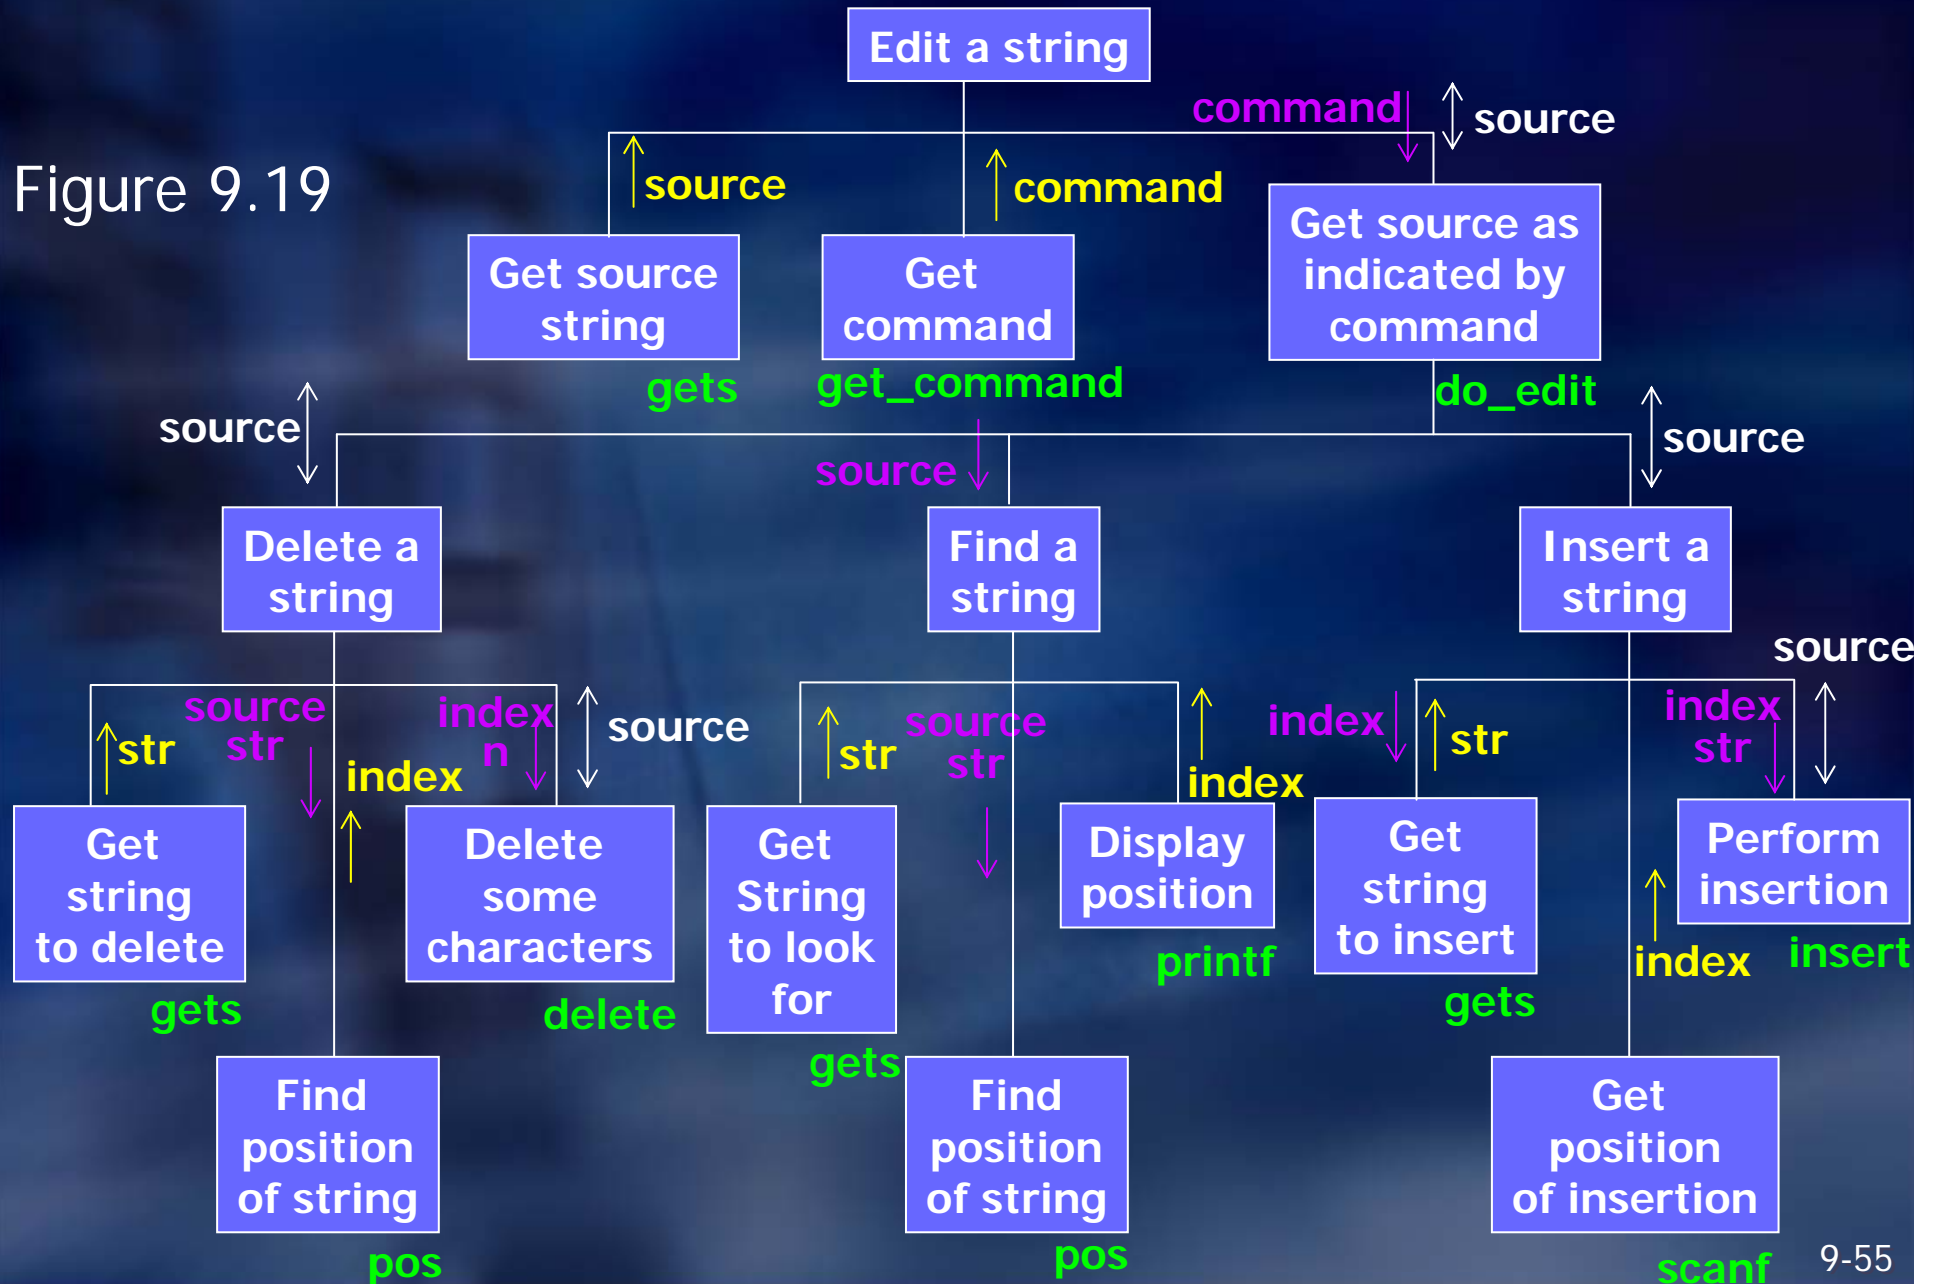 Edit a string
command
source
Figure 9.19
source
command
Get source
string
gets
Get
command
get_command
Get source as
indicated by
command
do_edit
source
source
source
Delete a
string
Find a
string
Insert a
string
str
source
str
index
index
n
source
str
source
str
index
index
str
index
str
source
Get
string
to delete
gets
Delete
some
characters
delete
Get
String
to look
for
gets
Display
position
printf
Get
string
to insert
gets
index
Perform
insertion
insert
Find
position
of string
pos
Find
position
of string
pos
Get
position
of insertion
scanf
9-55